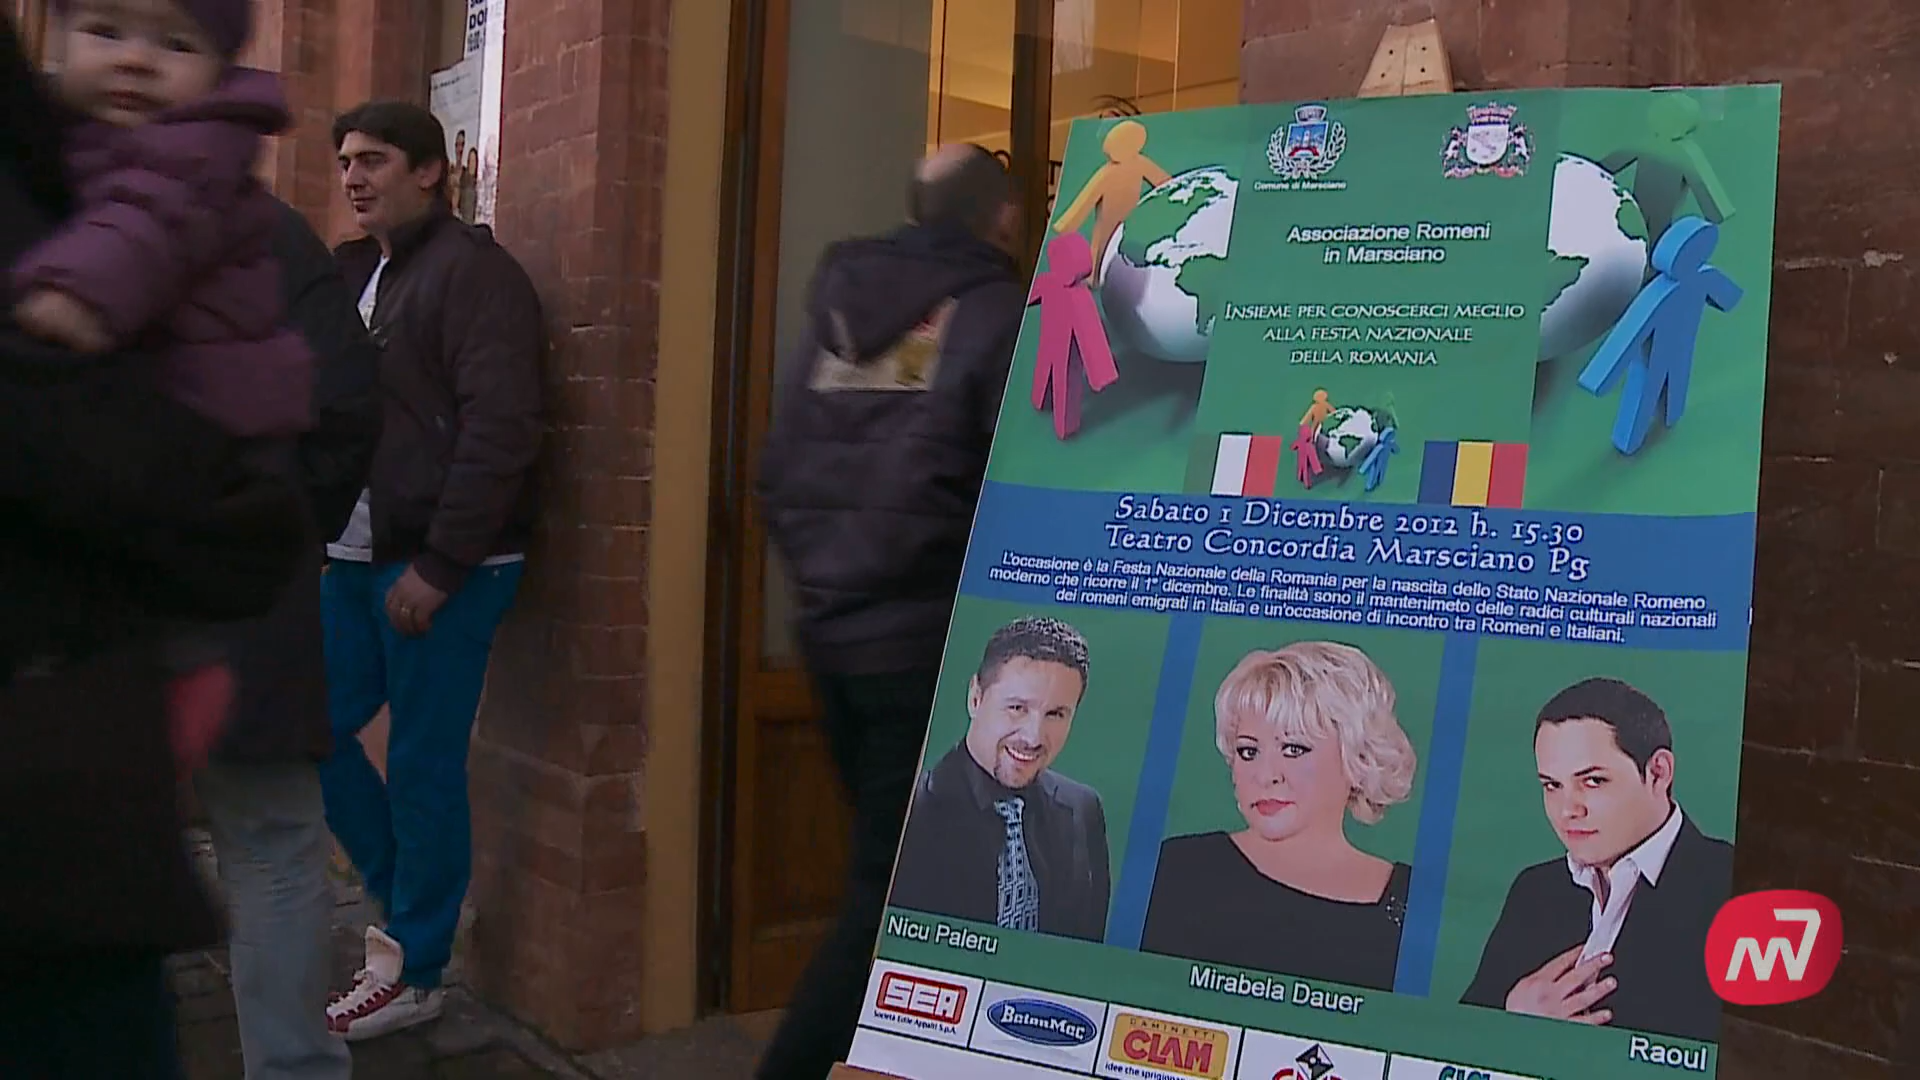 DO
Comune di Marsciano
Associazione Romeni
in Marsciano
INSIEME PER CONOSCERCI MEGLIO
ALLA FESTA NAZIONALE
DELLA ROMANIA
Sabato 1 Dicembre 2012 h. 15.30
Teatro Concordia Marsciano Pg
L'occasione è la Festa Nazionale della Romania per la nascita dello Stato Nazionale Romeno
moderno che ricorre il 1° dicembre. Le finalità sono il mantenimeto delle radici culturali nazionali
dei romeni emigrati in Italia e un'occasione di incontro tra Romeni e Italiani.
Nicu Paleru
Mirabela Dauer
Raoul
SEA
Società Edile Appalti S.p.A.
BetonMac
CAMINETTI
CLAM
idee che